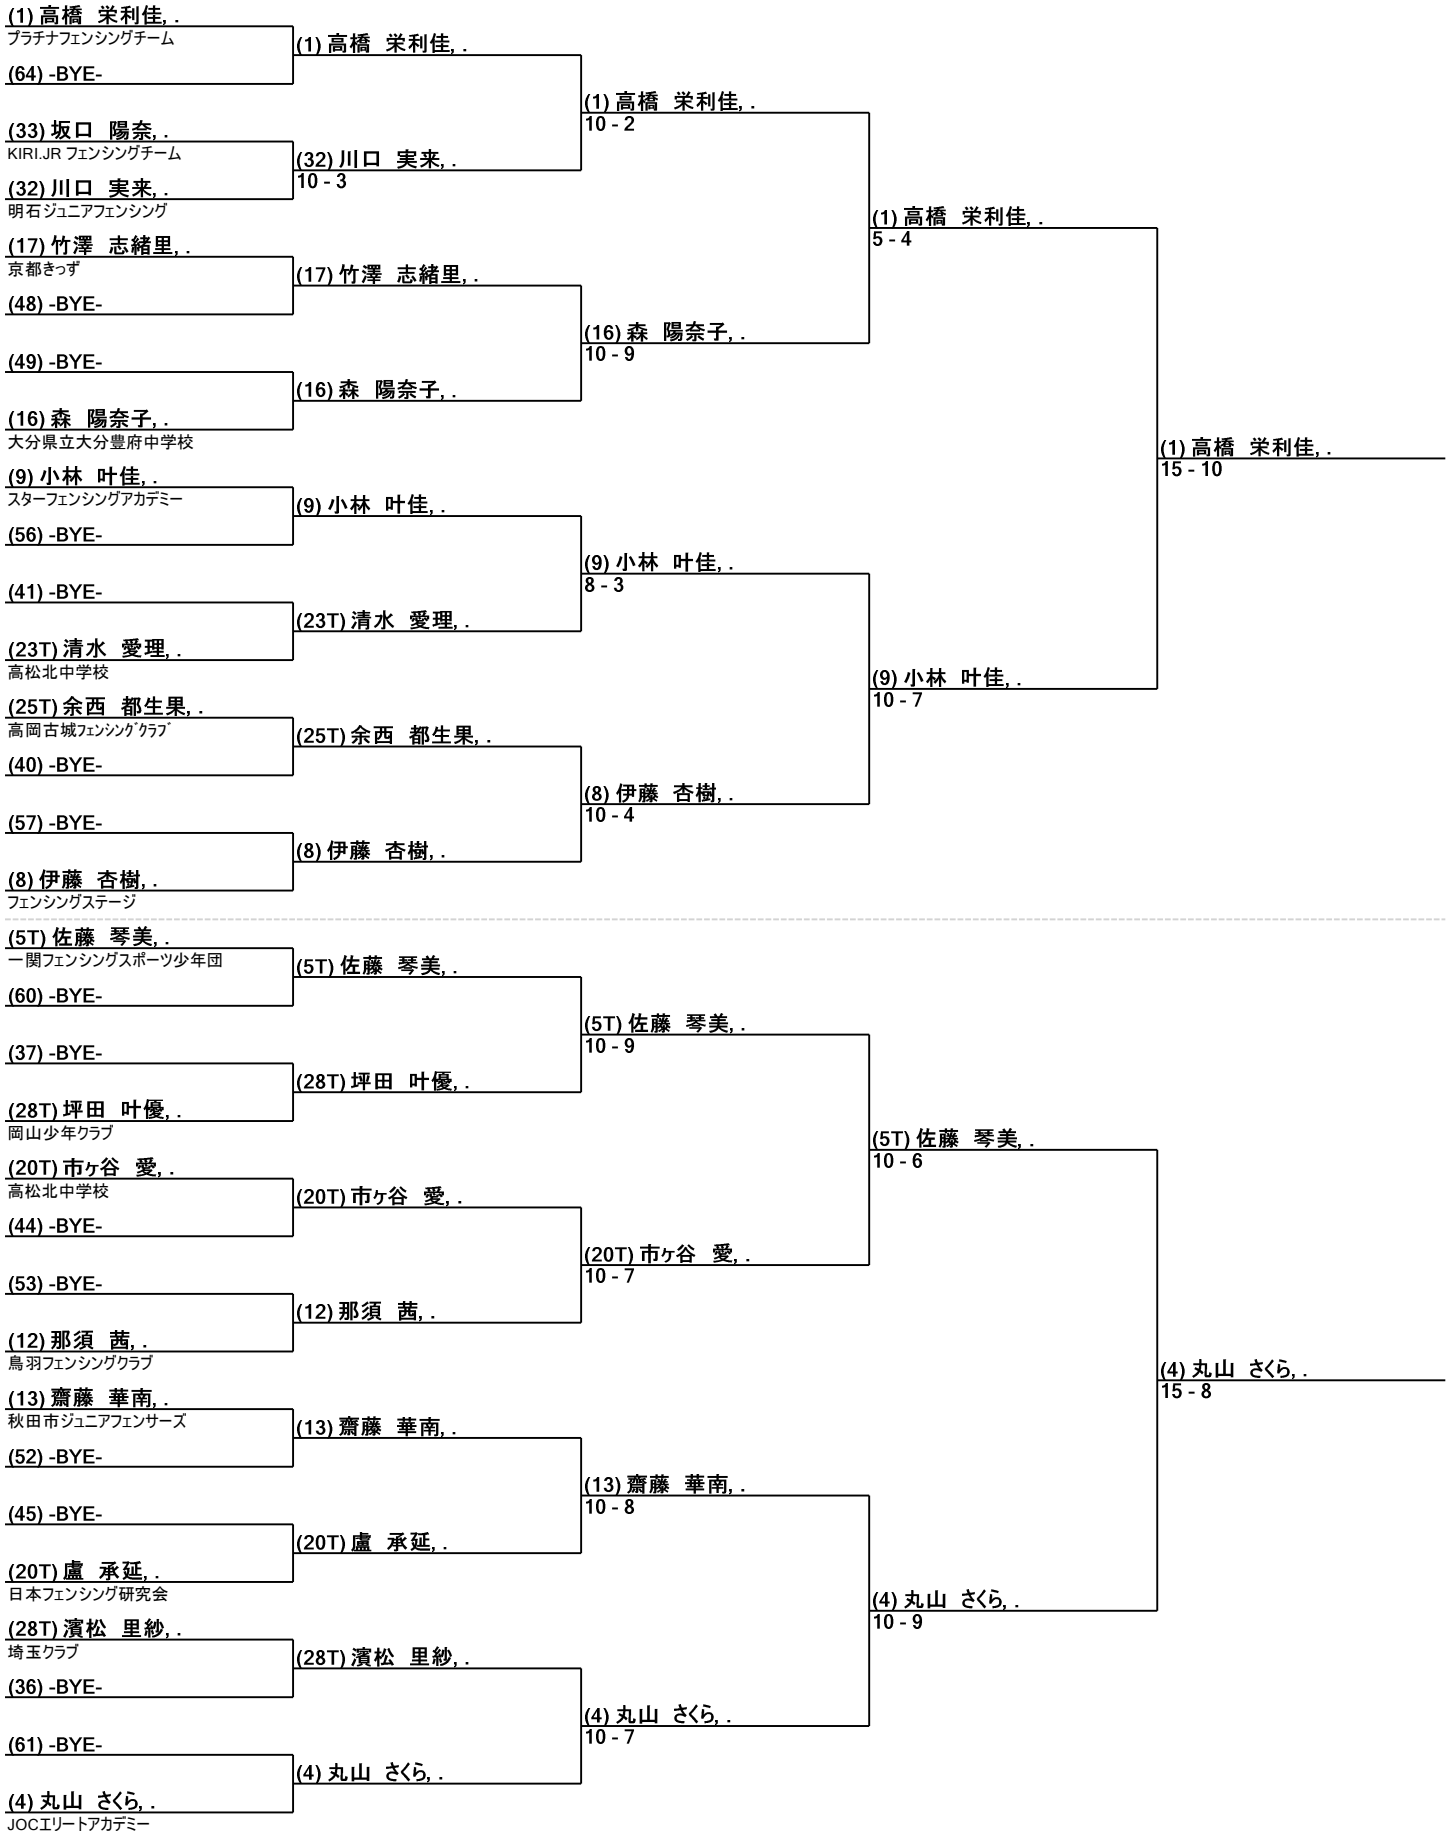 (1) 高橋　栄利佳, .
プラチナフェンシングチーム
(64) -BYE-
(33) 坂口　陽奈, .
KIRI.JR フェンシングチーム
(32) 川口　実来, .
明石ジュニアフェンシング
(17) 竹澤　志緒里, .
京都きっず
(48) -BYE-
(49) -BYE-
(16) 森　陽奈子, .
大分県立大分豊府中学校
(9) 小林　叶佳, .
スターフェンシングアカデミー
(56) -BYE-
(41) -BYE-
(23T) 清水　愛理, .
高松北中学校
(25T) 余西　都生果, .
高岡古城ﾌｪﾝｼﾝｸﾞｸﾗﾌﾞ
(40) -BYE-
(57) -BYE-
(8) 伊藤　杏樹, .
フェンシングステージ
(5T) 佐藤　琴美, .
一関フェンシングスポーツ少年団
(60) -BYE-
(37) -BYE-
(28T) 坪田　叶優, .
岡山少年クラブ
(20T) 市ヶ谷　愛, .
高松北中学校
(44) -BYE-
(53) -BYE-
(12) 那須　茜, .
鳥羽フェンシングクラブ
(13) 齋藤　華南, .
秋田市ジュニアフェンサーズ
(52) -BYE-
(45) -BYE-
(20T) 盧　承延, .
日本フェンシング研究会
(28T) 濱松　里紗, .
埼玉クラブ
(36) -BYE-
(61) -BYE-
(4) 丸山　さくら, .
JOCエリートアカデミー
(1) 高橋　栄利佳, .
(32) 川口　実来, .
10 - 3
(17) 竹澤　志緒里, .
(16) 森　陽奈子, .
(9) 小林　叶佳, .
(23T) 清水　愛理, .
(25T) 余西　都生果, .
(8) 伊藤　杏樹, .
(5T) 佐藤　琴美, .
(28T) 坪田　叶優, .
(20T) 市ヶ谷　愛, .
(12) 那須　茜, .
(13) 齋藤　華南, .
(20T) 盧　承延, .
(28T) 濱松　里紗, .
(4) 丸山　さくら, .
(1) 高橋　栄利佳, .
10 - 2
(16) 森　陽奈子, .
10 - 9
(9) 小林　叶佳, .
8 - 3
(8) 伊藤　杏樹, .
10 - 4
(5T) 佐藤　琴美, .
10 - 9
(20T) 市ヶ谷　愛, .
10 - 7
(13) 齋藤　華南, .
10 - 8
(4) 丸山　さくら, .
10 - 7
(1) 高橋　栄利佳, .
5 - 4
(9) 小林　叶佳, .
10 - 7
(5T) 佐藤　琴美, .
10 - 6
(4) 丸山　さくら, .
10 - 9
(1) 高橋　栄利佳, .
15 - 10
(4) 丸山　さくら, .
15 - 8